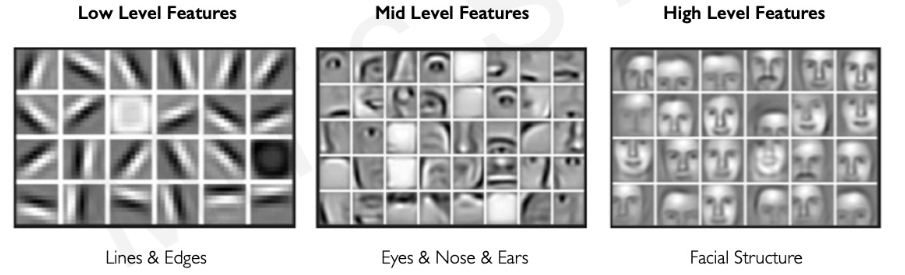 Low Level Features
Mid Level Features
High Level Features
Lines & Edges
Eyes & Nose & Ears
Facial Structure